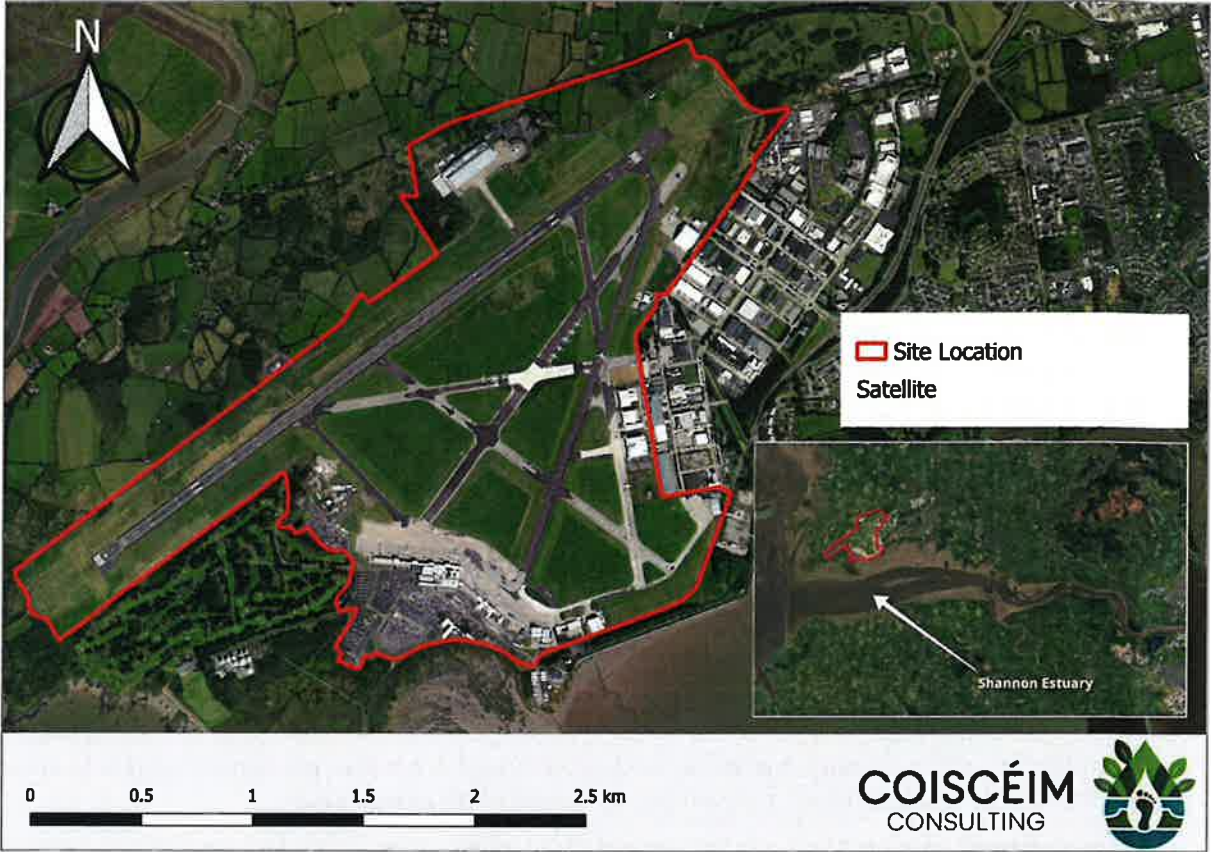 N
Site Location
Satellite
Shannon Estuary
0 0.5 1 1.5 2 2.5 km
COISCÉIM
CONSULTING